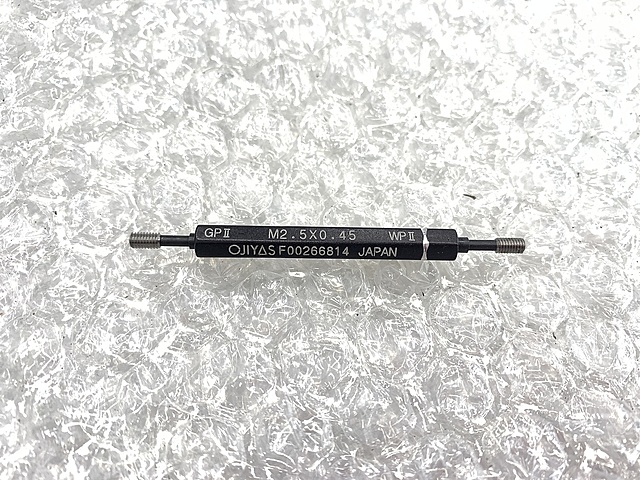 GPⅡ M2.5X0.45 WPⅡ
OJIYAS F00266814 JAPAN